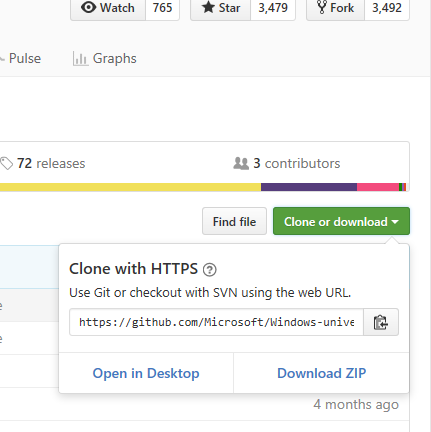 Watch 765 Star 3,479 Fork 3,492
Pulse Graphs
72 releases 3 contributors
Find file Clone or download
Clone with HTTPS ?
Use Git or checkout with SVN using the web URL.
https://github.com/Microsoft/Windows-unive
Open in Desktop Download ZIP
4 months ago